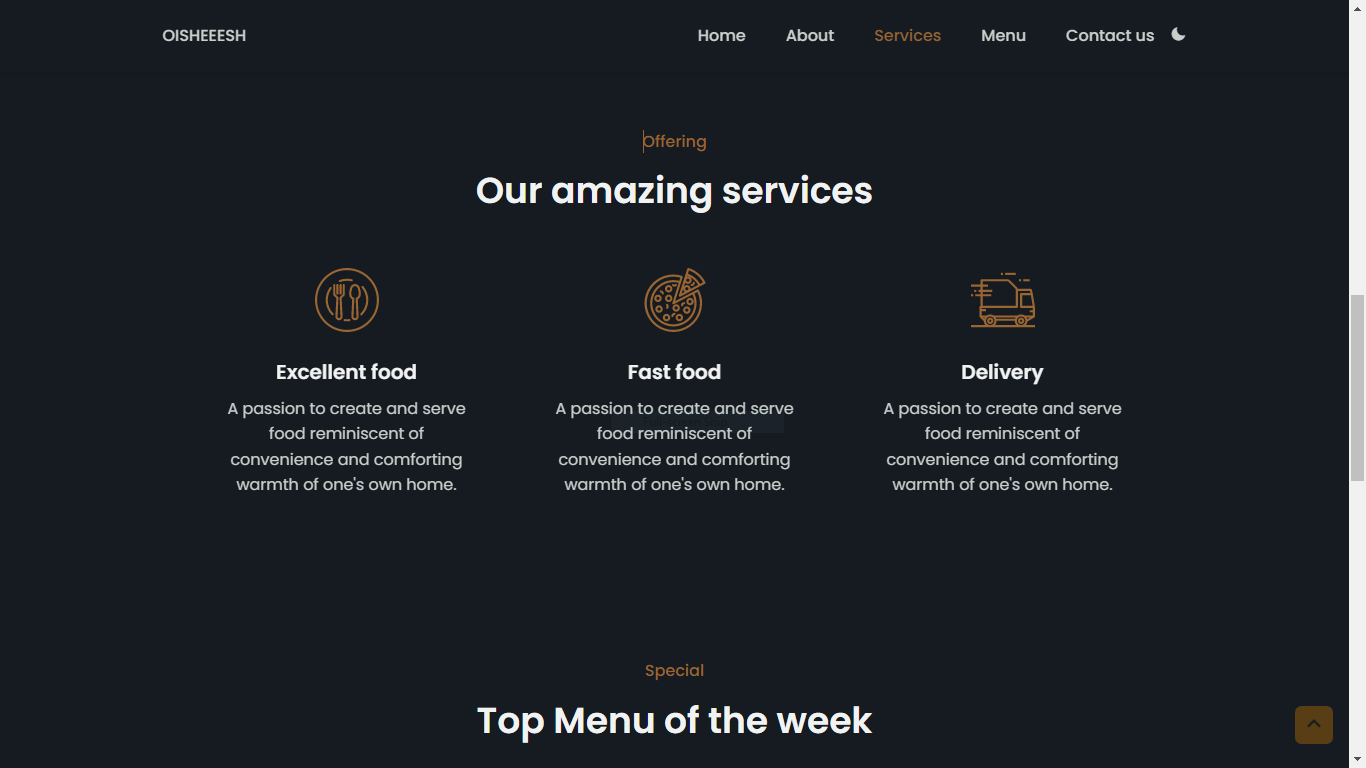 OISHEEESH
Home About Services Menu Contact us
Offering
Our amazing services
Excellent food
A passion to create and serve
food reminiscent of
convenience and comforting
warmth of one's own home.
Fast food
A passion to create and serve
food reminiscent of
convenience and comforting
warmth of one's own home.
Delivery
A passion to create and serve
food reminiscent of
convenience and comforting
warmth of one's own home.
Special
Top Menu of the week